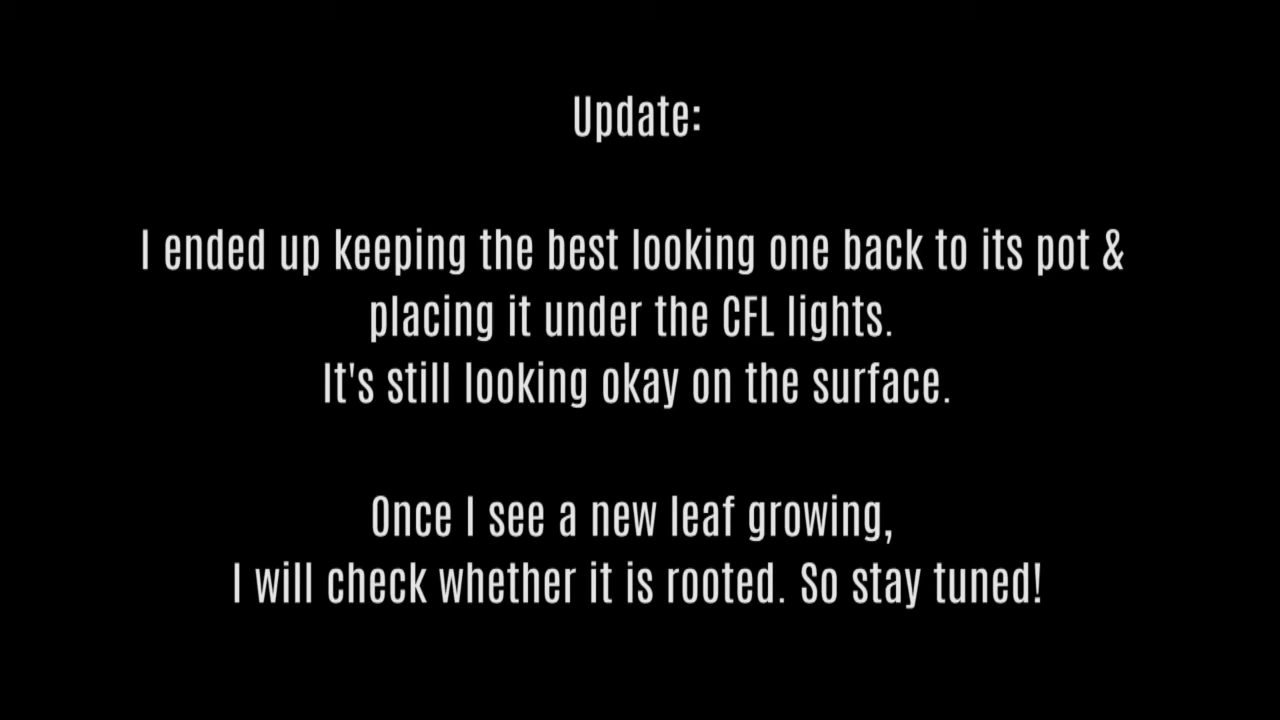 Update:
I ended up keeping the best looking one back to its pot &
placing it under the CFL lights.
It's still looking okay on the surface.
Once I see a new leaf growing,
I will check whether it is rooted. So stay tuned!